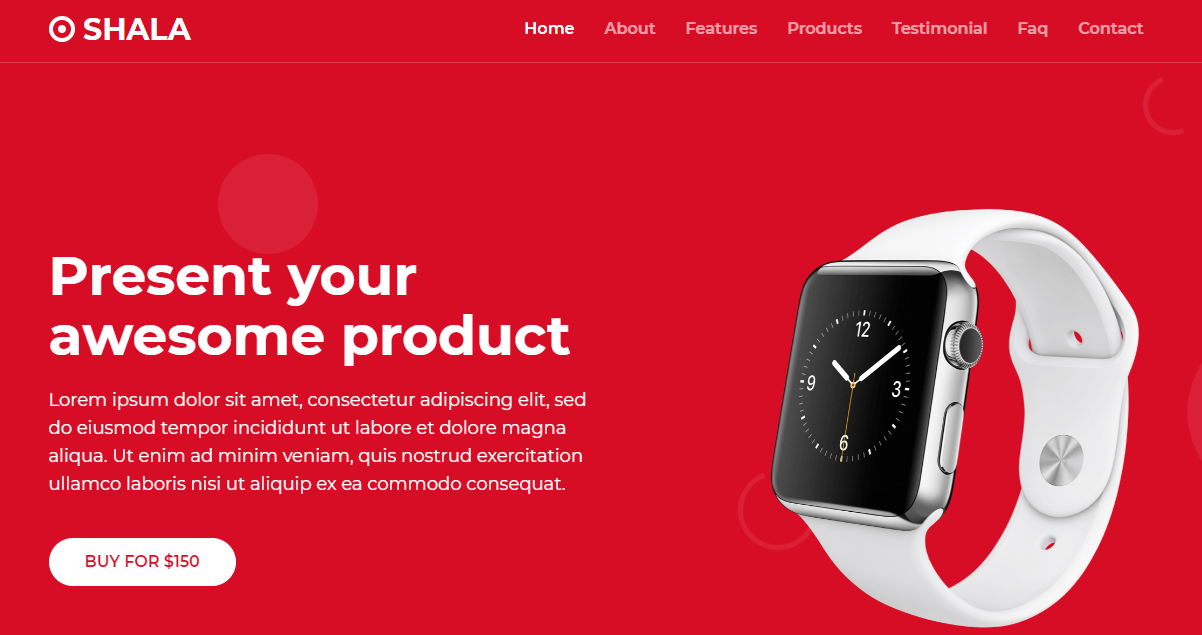 SHALA
Home About Features Products Testimonial Faq Contact
Present your
awesome product
Lorem ipsum dolor sit amet, consectetur adipiscing elit, sed
do eiusmod tempor incididunt ut labore et dolore magna
aliqua. Ut enim ad minim veniam, quis nostrud exercitation
ullamco laboris nisi ut aliquip ex ea commodo consequat.
BUY FOR $150
12
9
3
6